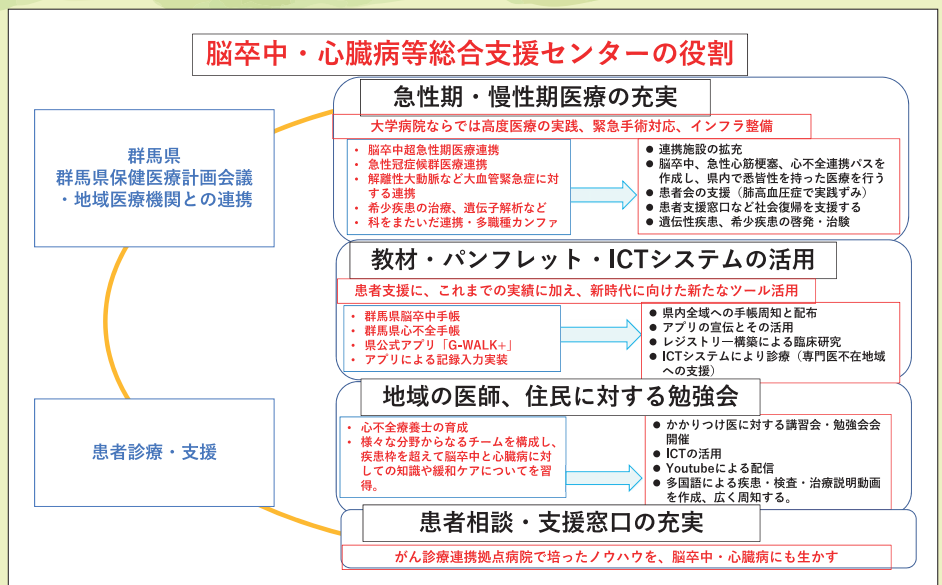 脳卒中・心臓病等総合支援センターの役割
群馬県
群馬県保健医療計画会議
・地域医療機関との連携
患者診療・支援
急性期・慢性期医療の充実
大学病院ならでは高度医療の実践、緊急手術対応、インフラ整備
• 脳卒中超急性期医療連携
• 急性冠症候群医療連携
• 解離性大動脈など大血管緊急症に対
する連携
• 希少疾患の治療、遺伝子解析など
• 科をまたいだ連携・多職種カンファ
● 連携施設の拡充
● 脳卒中、急性心筋梗塞、心不全連携パスを
作成し、県内で悉皆性を持った医療を行う
● 患者会の支援（肺高血圧症で実践ずみ）
● 患者支援窓口など社会復帰を支援する
● 遺伝性疾患、希少疾患の啓発・治験
教材・パンフレット・ICTシステムの活用
患者支援に、これまでの実績に加え、新時代に向けた新たなツール活用
• 群馬県脳卒中手帳
• 群馬県心不全手帳
• 県公式アプリ「G-WALK+」
• アプリによる記録入力実装
● 県内全域への手帳周知と配布
● アプリの宣伝とその活用
● レジストリー構築による臨床研究
● ICTシステムにより診療（専門医不在地域
への支援）
地域の医師、住民に対する勉強会
• 心不全療養士の育成
• 様々な分野からなるチームを構成し、
疾患枠を超えて脳卒中と心臓病に対
しての知識や緩和ケアについてを習
得。
● かかりつけ医に対する講習会・勉強会会
開催
● ICTの活用
● Youtubeによる配信
● 多国語による疾患・検査・治療説明動画
を作成、広く周知する。
患者相談・支援窓口の充実
がん診療連携拠点病院で培ったノウハウを、脳卒中・心臓病にも生かす